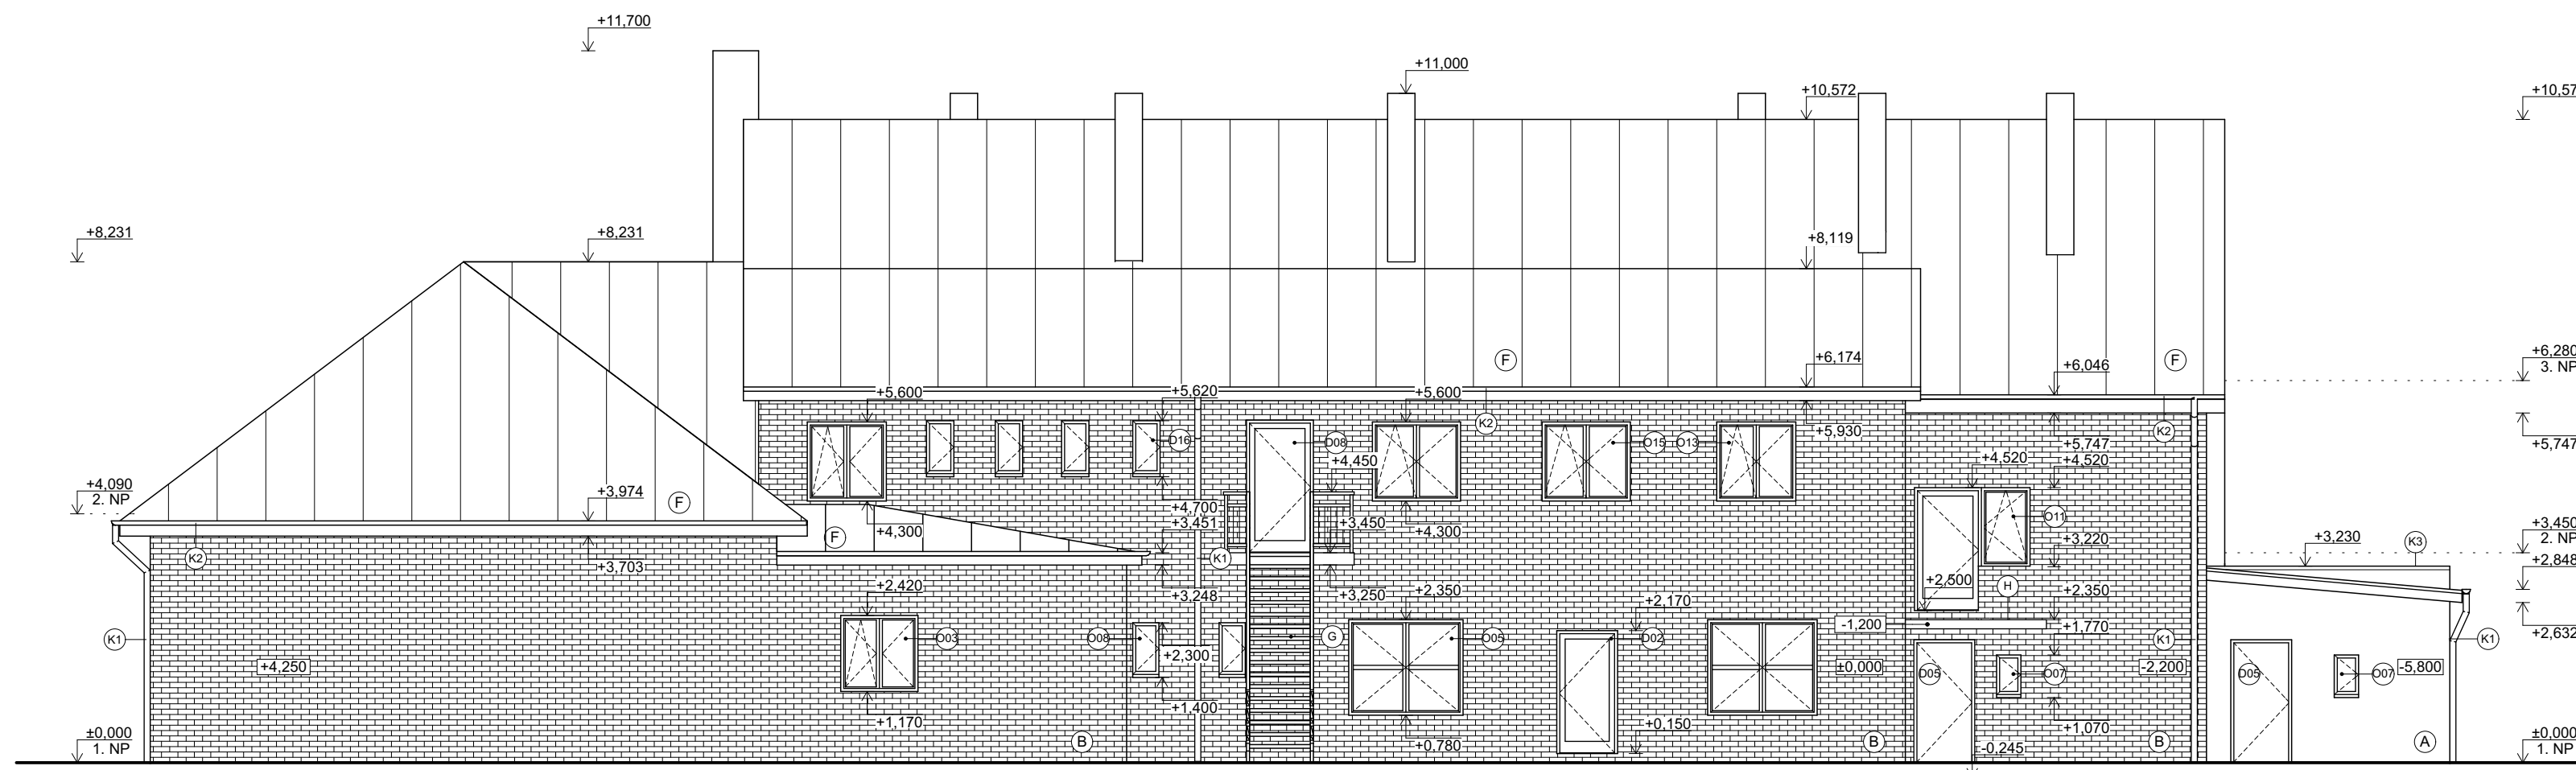 +11,700
+11,000
+10,572
+10,57
+8,231
+8,231
+8,119
+6,280
3. NP
F
F
+6,174
+6,046
+5,600
+5,620
+5,600
K2
+5,930
K2
+5,747
+5,747
D16
D08
O15
O13
+4,450
+4,520
+4,520
+4,090
2. NP
+3,974
F
+4,700
+3,451
+3,450
+4,300
+4,300
F
O11
+3,450
2. NP
+3,230
K3
+3,220
K2
K1
+3,703
+2,848
+2,420
+3,248
+3,250
+2,350
+2,170
+2,500
H
+2,350
-1,200
+1,770
+2,632
K1
O03
O08
G
O05
D02
K1
K1
+2,300
+4,250
±0,000
D05
O07
-2,200
D05
O07
-5,800
+1,400
+1,170
+0,150
+1,070
±0,000
1. NP
B
+0,780
B
-0,245
B
A
±0,000
1. NP